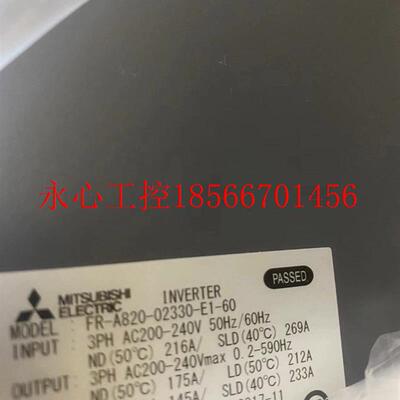 永心工控18566701456
PASSED
MITSUBISHI ELECTRIC INVERTER
MODEL : FR-A820-02330-E1-60
INPUT : 3PH AC200-240V 50Hz/60Hz
ND(50℃) 216A/ SLD(40℃) 269A
OUTPUT: 3PH AC200-240Vmax 0.2-590Hz
ND(50℃) 175A/ LD(50℃) 212A
145A/ SLD(40℃) 233A